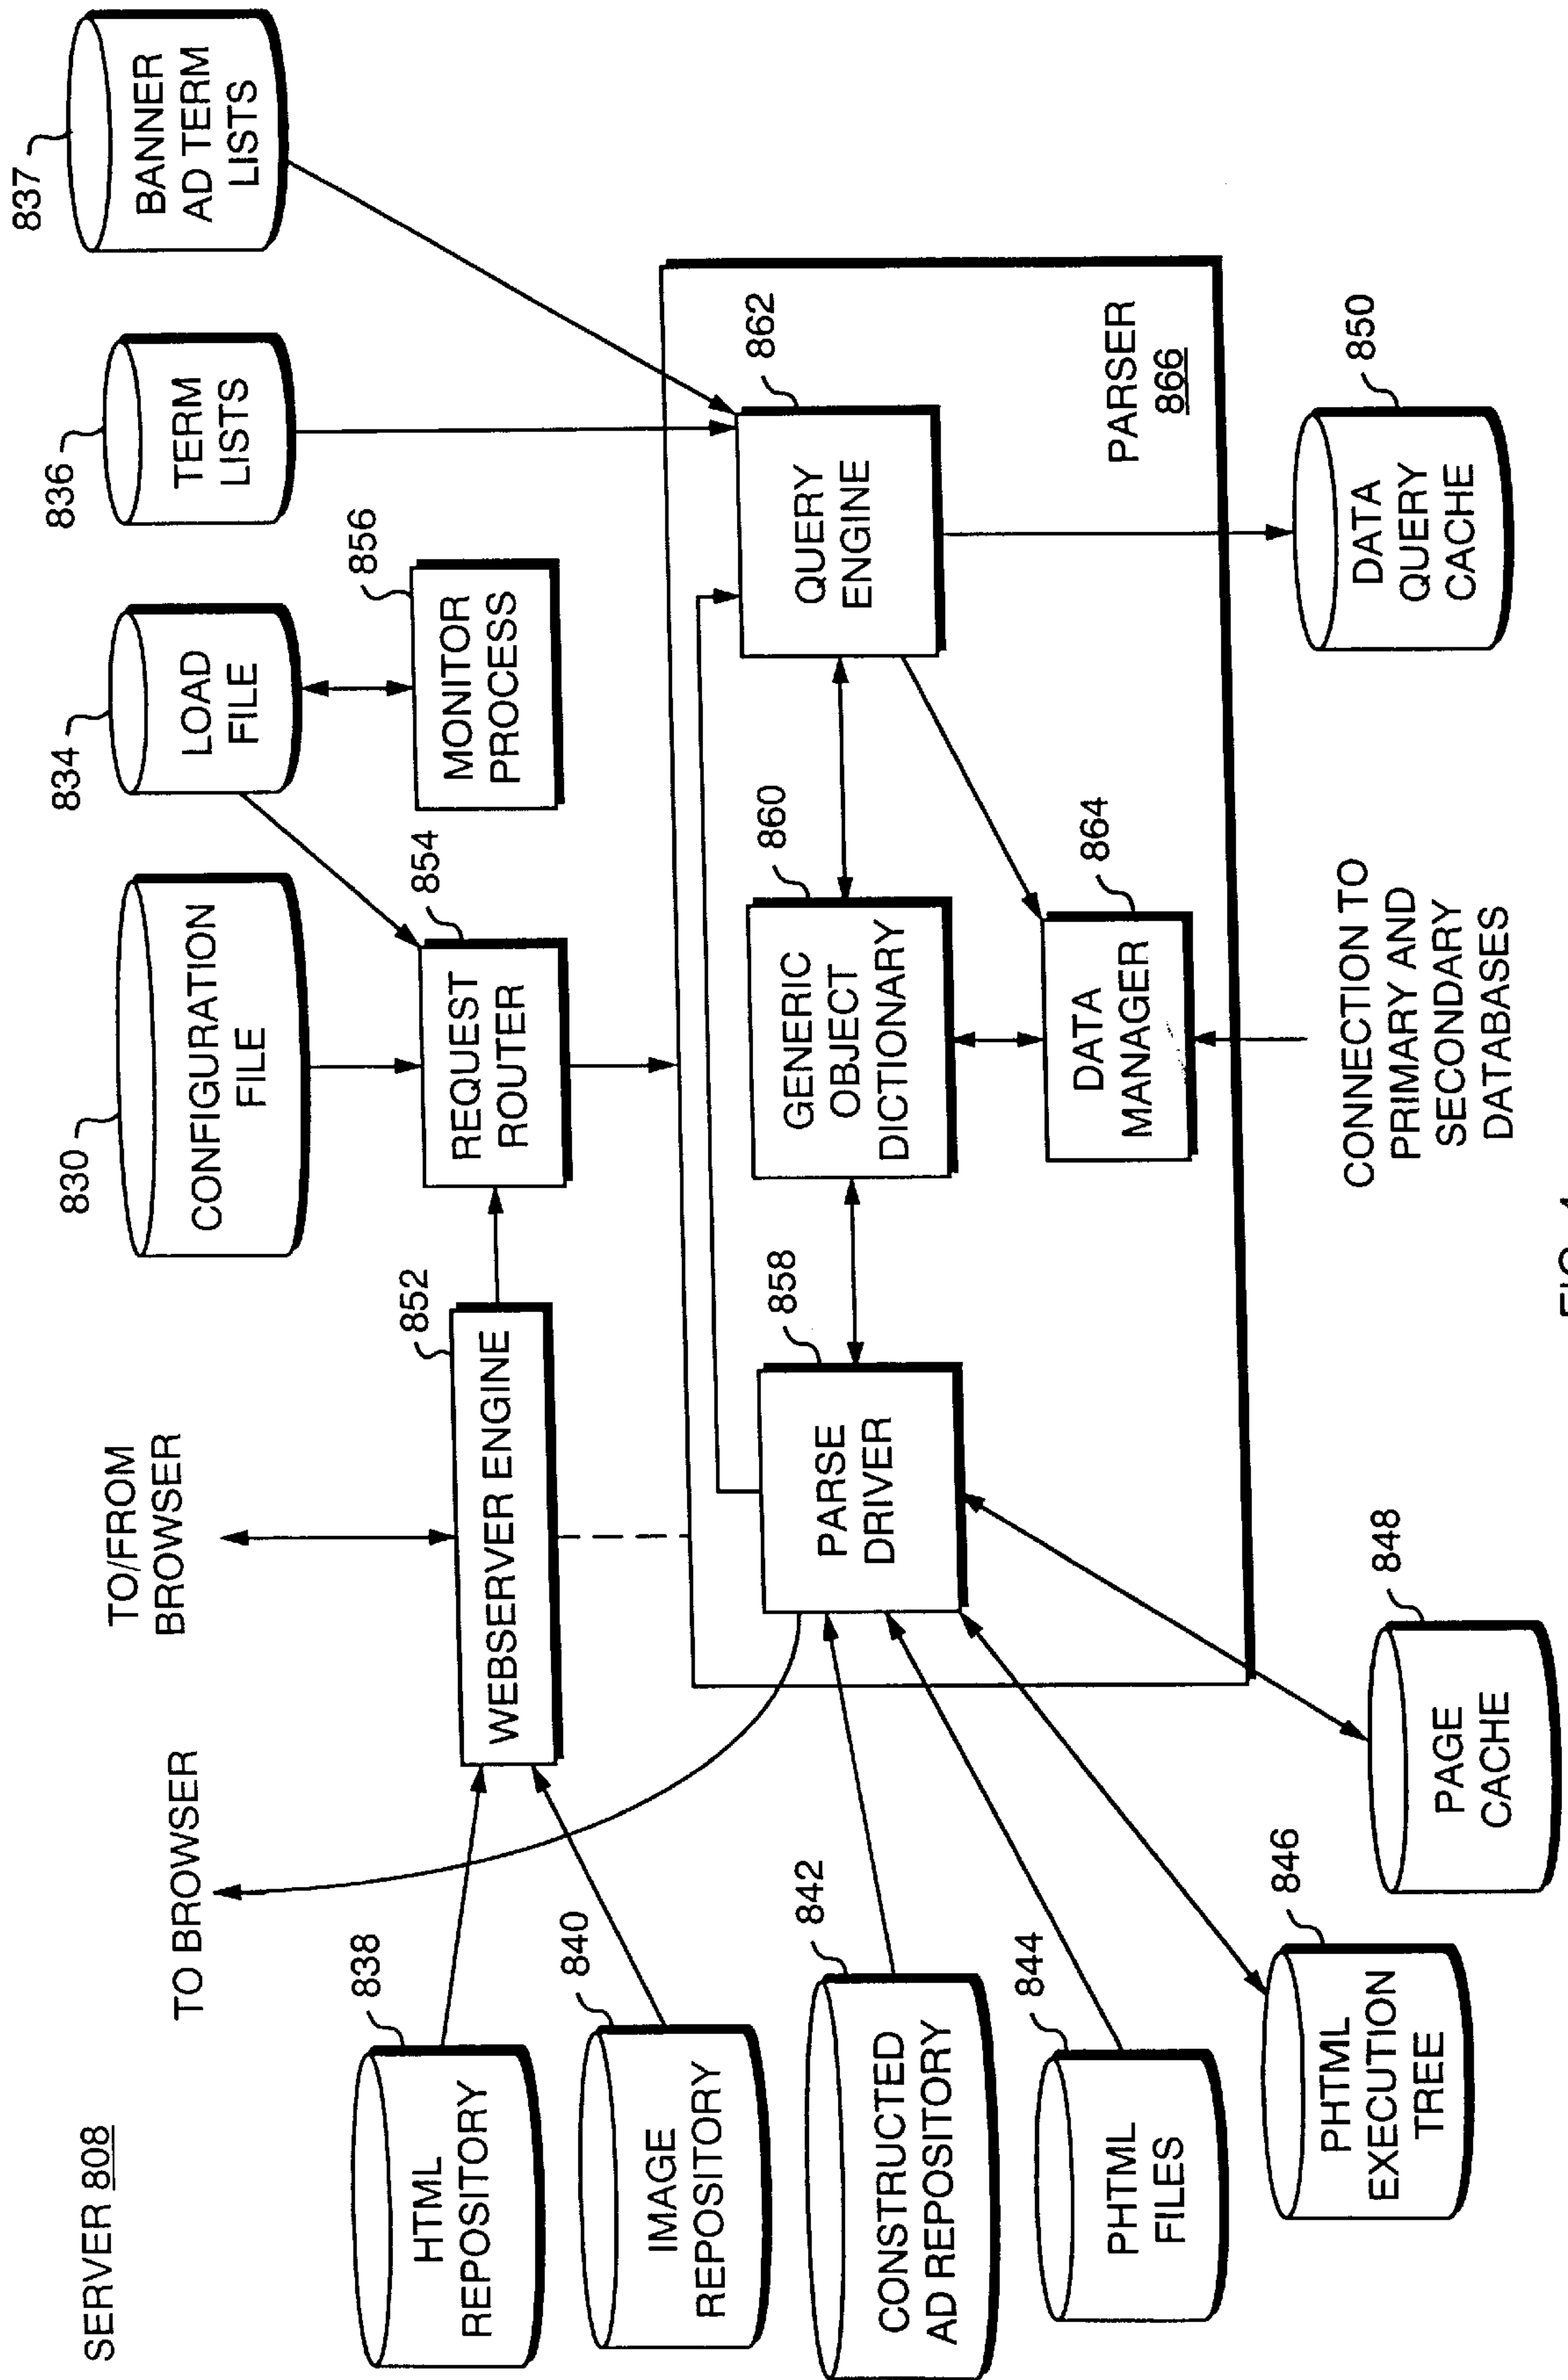 SERVER 808
TO BROWSER
TO/FROM
BROWSER
830
CONFIGURATION
FILE
834
LOAD
FILE
836
TERM
LISTS
837
BANNER
AD TERM
LISTS
838
HTML
REPOSITORY
852
WEBSERVER ENGINE
854
REQUEST
ROUTER
856
MONITOR
PROCESS
840
IMAGE
REPOSITORY
842
CONSTRUCTED
AD REPOSITORY
858
PARSE
DRIVER
860
GENERIC
OBJECT
DICTIONARY
862
QUERY
ENGINE
844
PHTML
FILES
864
DATA
MANAGER
PARSER
866
846
PHTML
EXECUTION
TREE
848
PAGE
CACHE
CONNECTION TO
PRIMARY AND
SECONDARY
DATABASES
850
DATA
QUERY
CACHE